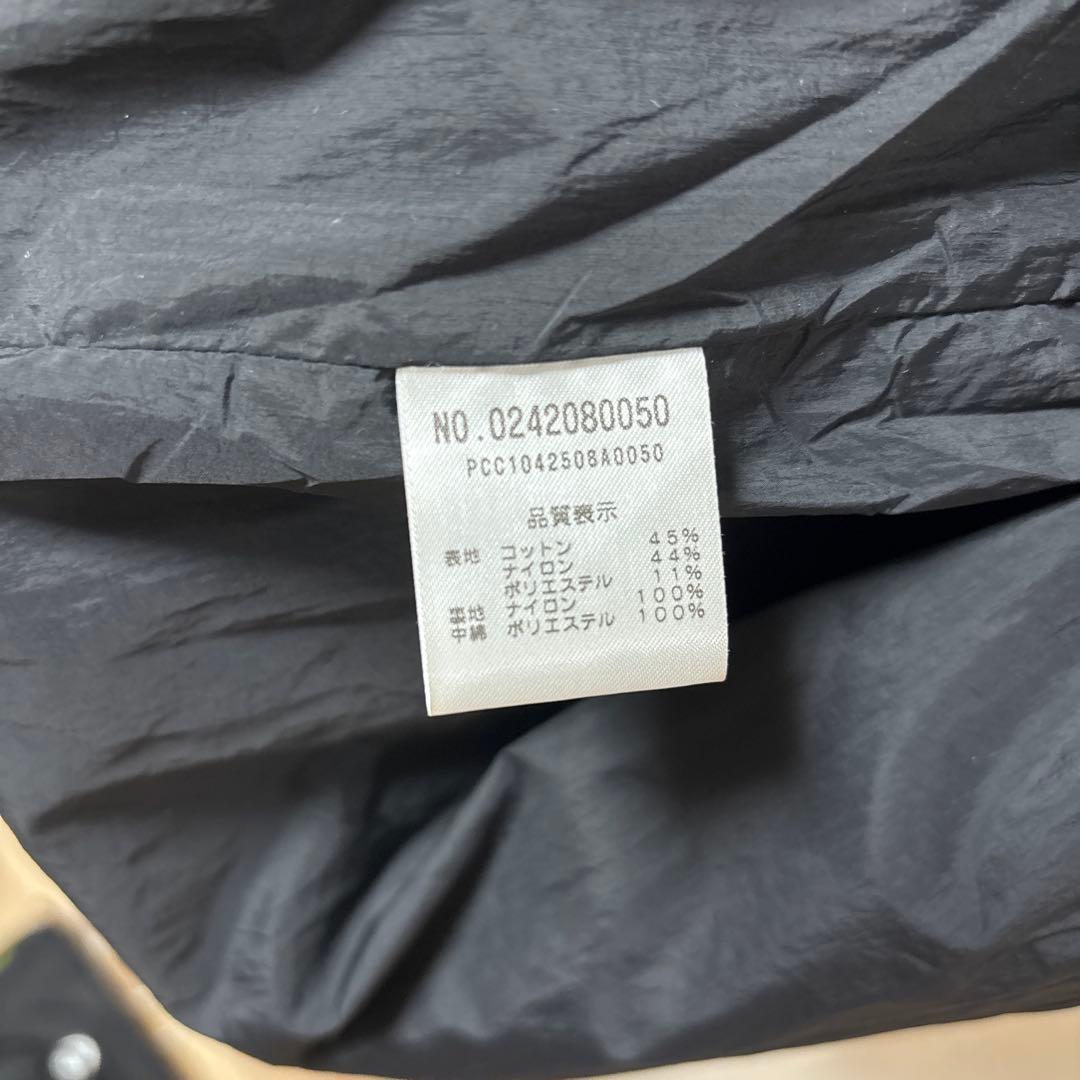 NO.0242080050
PCC1042508A0050
品質表示
表地 コットン 45%
ナイロン 44%
ポリエステル 11%
裏地 ナイロン 100%
中綿 ポリエステル 100%